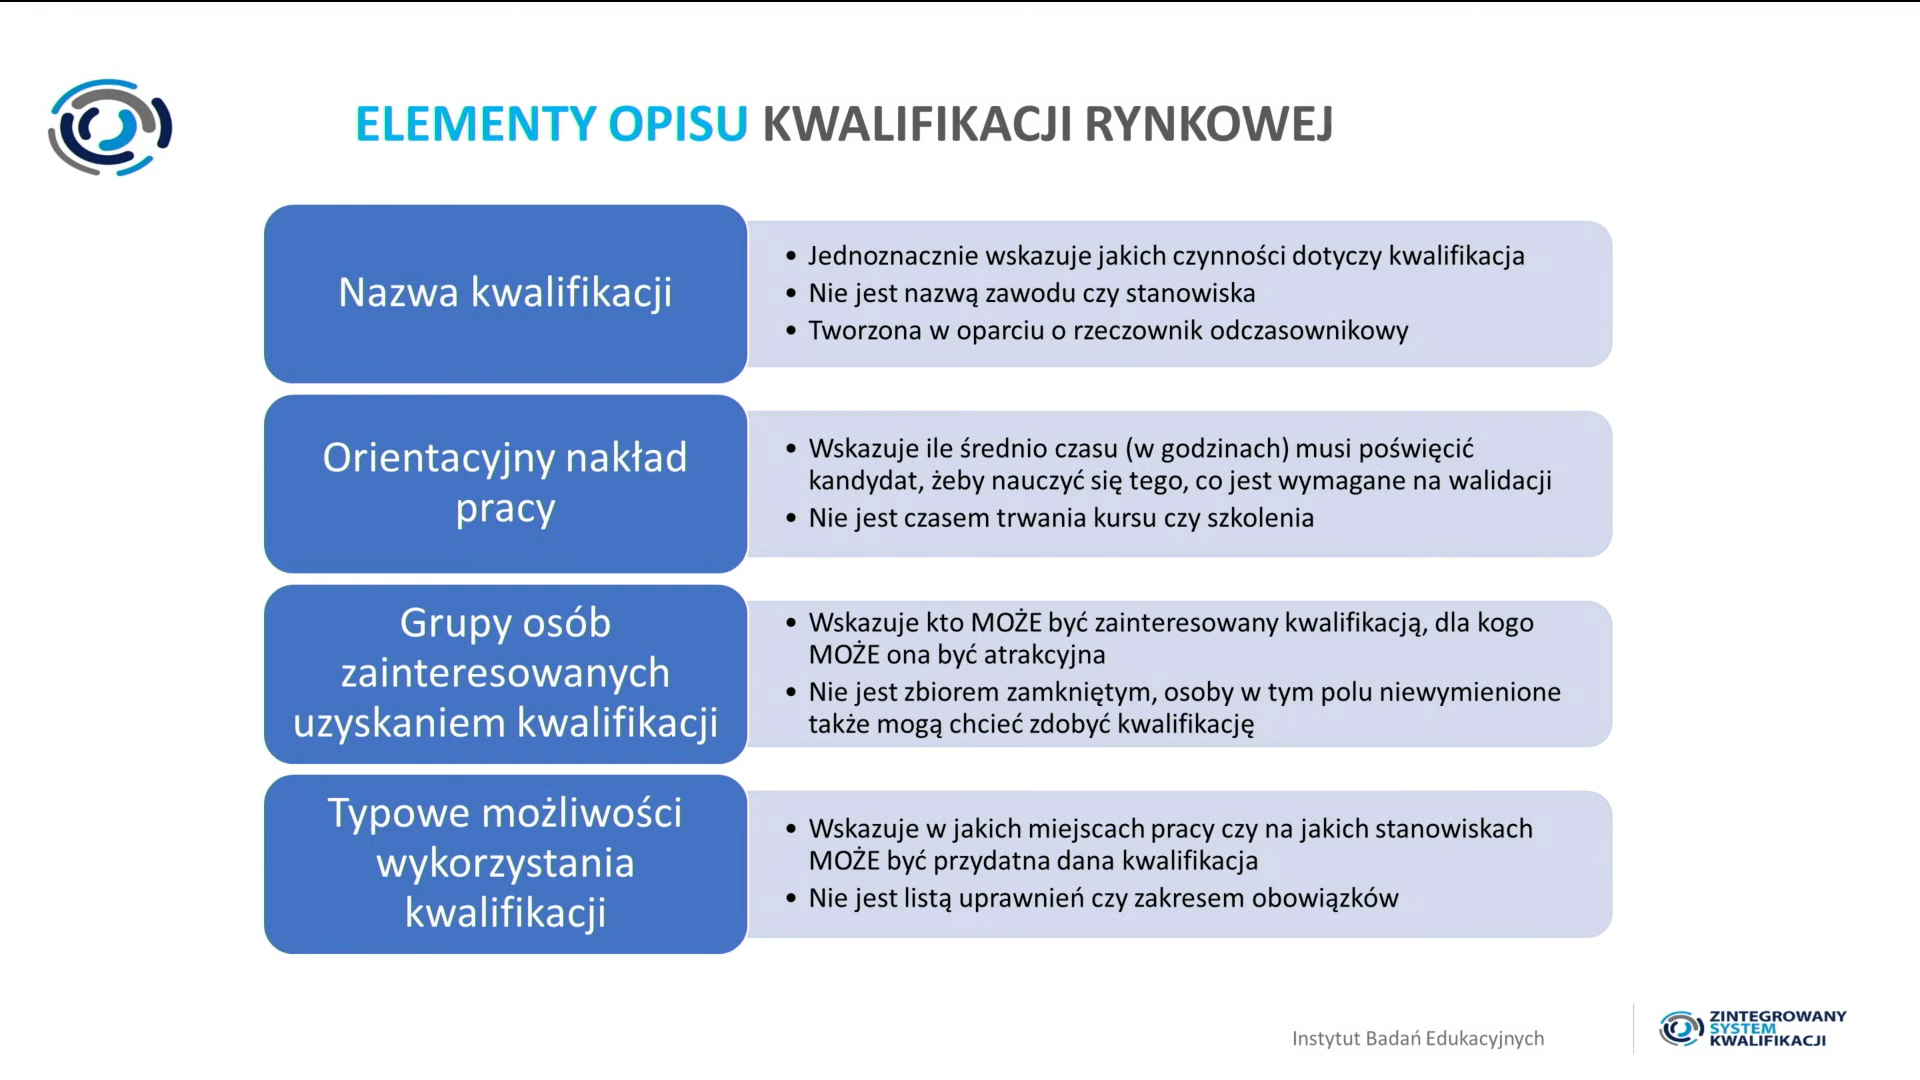 ELEMENTY OPISU KWALIFIKACJI RYNKOWEJ
Nazwa kwalifikacji
• Jednoznacznie wskazuje jakich czynności dotyczy kwalifikacja
• Nie jest nazwą zawodu czy stanowiska
• Tworzona w oparciu o rzeczownik odczasownikowy
Orientacyjny nakład
pracy
• Wskazuje ile średnio czasu (w godzinach) musi poświęcić
kandydat, żeby nauczyć się tego, co jest wymagane na walidacji
• Nie jest czasem trwania kursu czy szkolenia
Grupy osób
zainteresowanych
uzyskaniem kwalifikacji
• Wskazuje kto MOŻE być zainteresowany kwalifikacją, dla kogo
MOŻE ona być atrakcyjna
• Nie jest zbiorem zamkniętym, osoby w tym polu niewymienione
także mogą chcieć zdobyć kwalifikację
Typowe możliwości
wykorzystania
kwalifikacji
• Wskazuje w jakich miejscach pracy czy na jakich stanowiskach
MOŻE być przydatna dana kwalifikacja
• Nie jest listą uprawnień czy zakresem obowiązków
Instytut Badań Edukacyjnych
ZINTEGROWANY
SYSTEM
KWALIFIKACJI